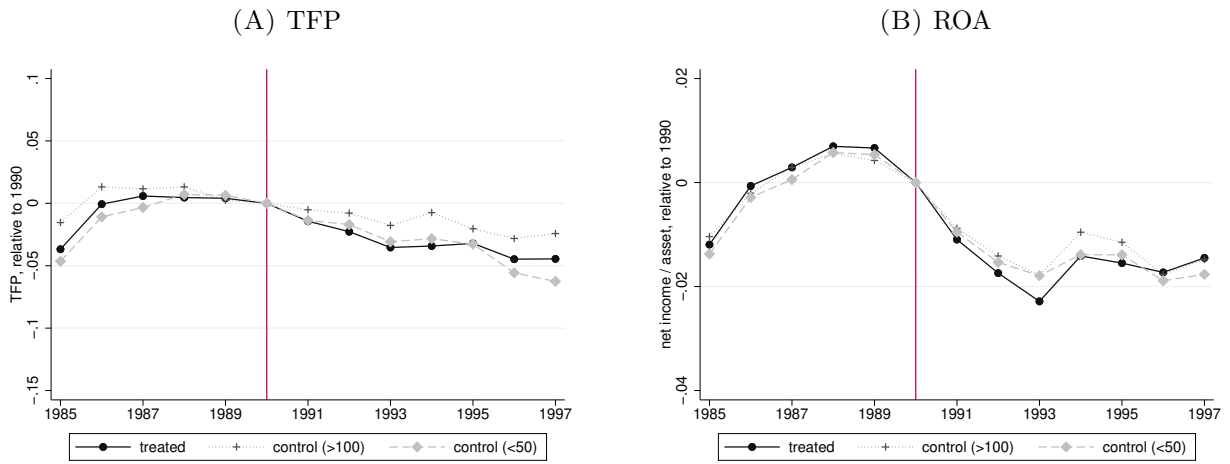 (A) TFP
TFP, relative to 1990
.1
.05
0
-.05
-.1
-.15
1985 1987 1989 1991 1993 1995 1997
treated control (>100) control (<50)
(B) ROA
net income / asset, relative to 1990
.02
0
-.02
-.04
1985 1987 1989 1991 1993 1995 1997
treated control (>100) control (<50)